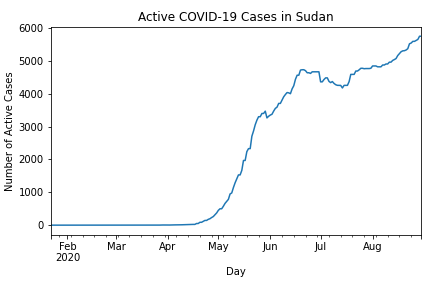 Active COVID-19 Cases in Sudan
Number of Active Cases
6000
5000
4000
3000
2000
1000
0
Feb Mar Apr May Jun Jul Aug
2020
Day